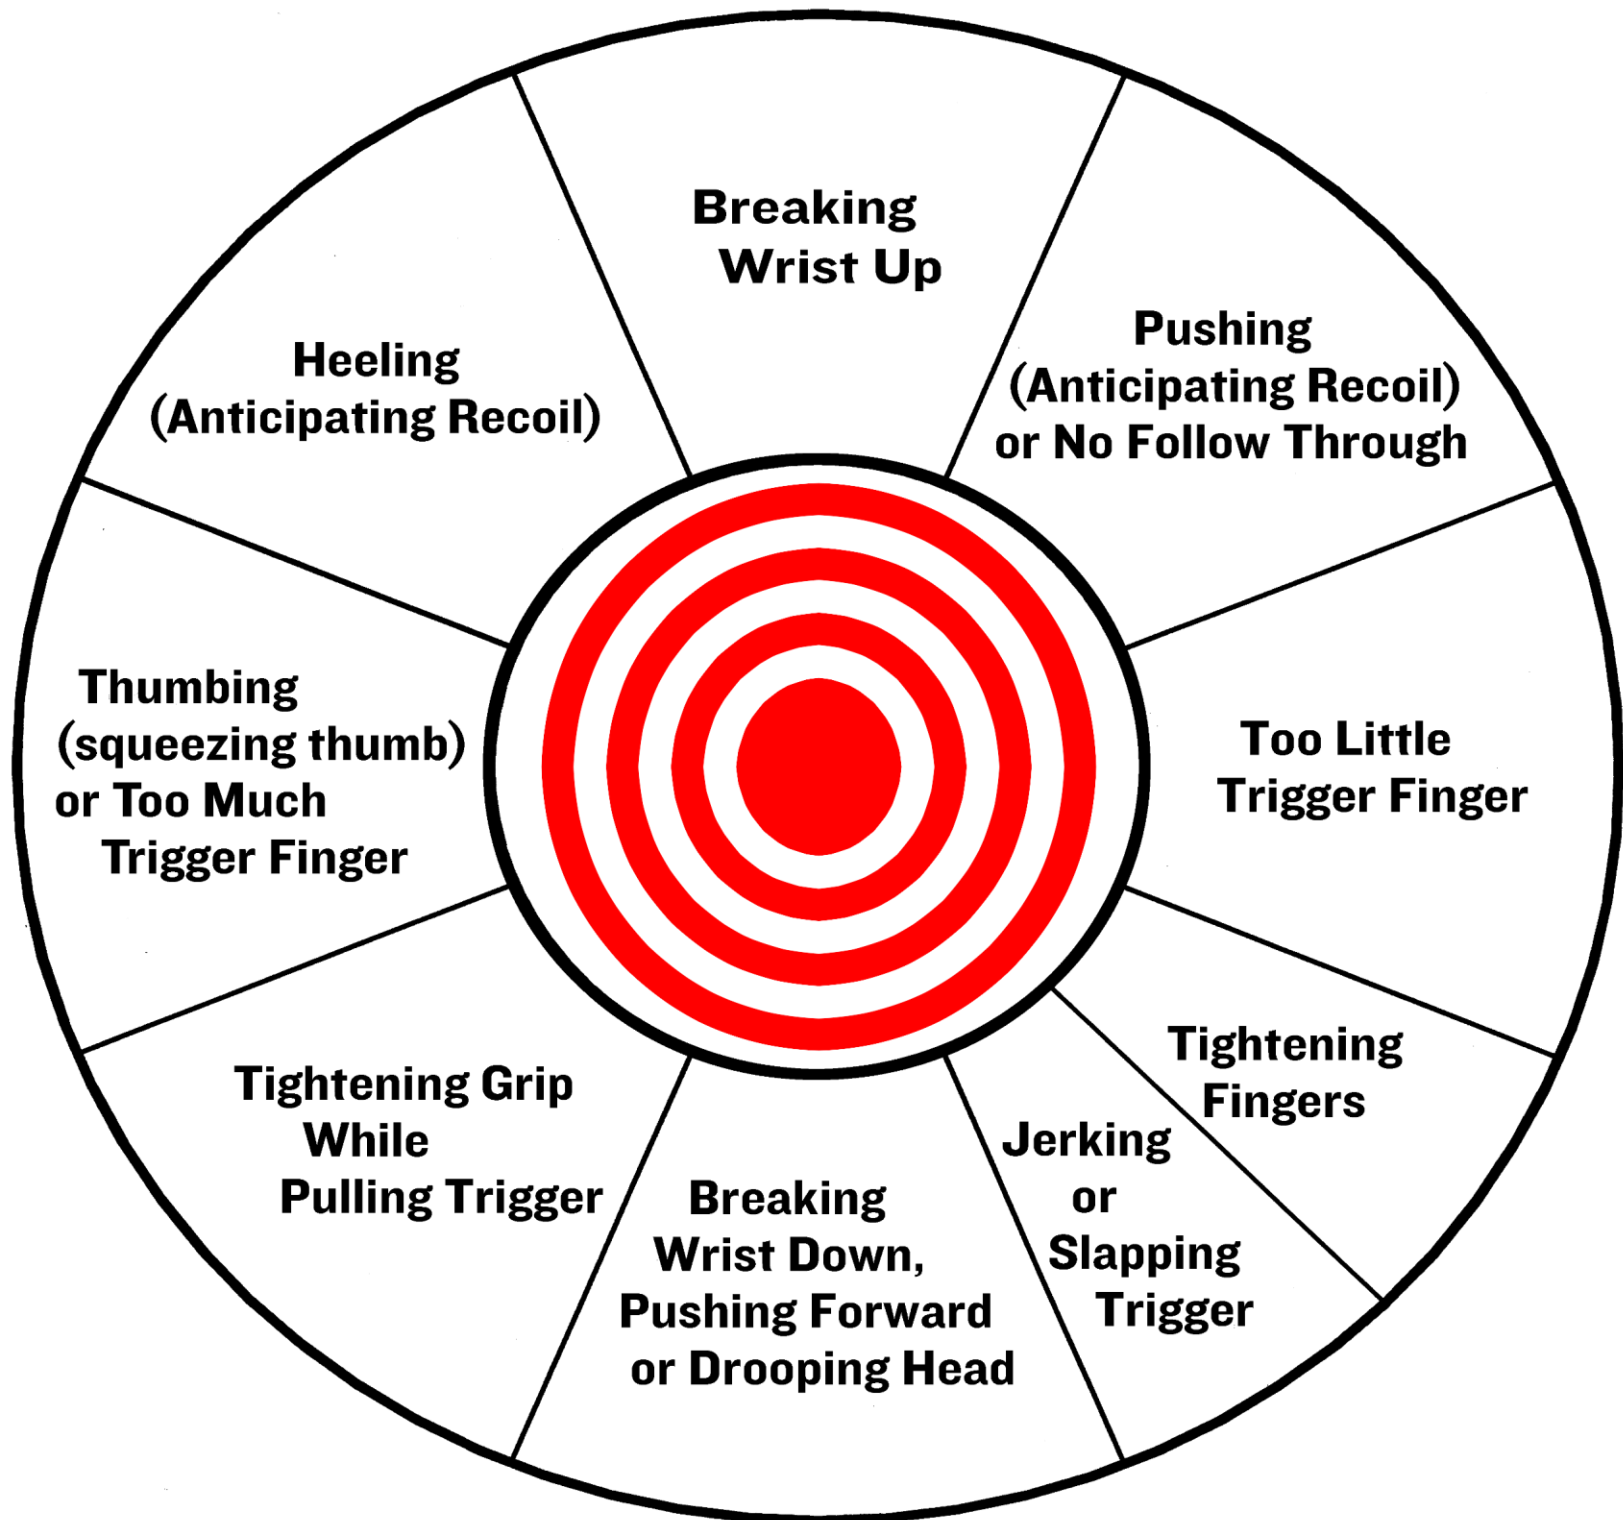 Breaking
Wrist Up
Pushing
(Anticipating Recoil)
or No Follow Through
Heeling
(Anticipating Recoil)
Thumbing
(squeezing thumb)
or Too Much
Trigger Finger
Too Little
Trigger Finger
Tightening
Fingers
Tightening Grip
While
Pulling Trigger
Jerking
or
Slapping
Trigger
Breaking
Wrist Down,
Pushing Forward
or Drooping Head